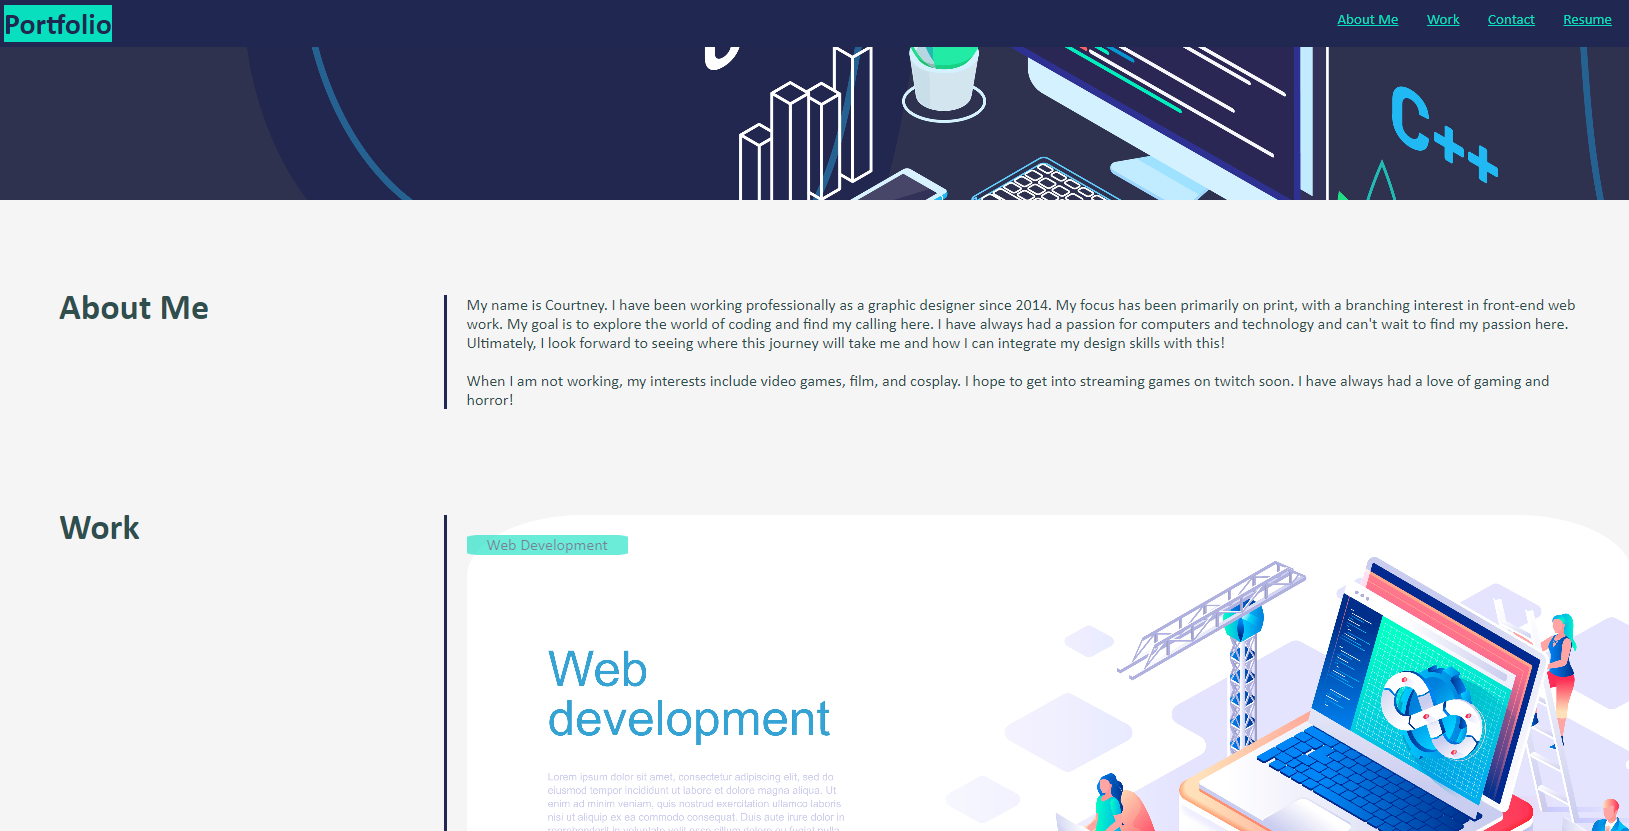 Portfolio
About Me Work Contact Resume
C++
About Me
My name is Courtney. I have been working professionally as a graphic designer since 2014. My focus has been primarily on print, with a branching interest in front-end web
work. My goal is to explore the world of coding and find my calling here. I have always had a passion for computers and technology and can't wait to find my passion here.
Ultimately, I look forward to seeing where this journey will take me and how I can integrate my design skills with this!
When I am not working, my interests include video games, film, and cosplay. I hope to get into streaming games on twitch soon. I have always had a love of gaming and
horror!
Work
Web Development
Web
development
Lorem ipsum dolor sit amet, consectetur adipiscing elit, sed do
eiusmod tempor incididunt ut labore et dolore magna aliqua. Ut
enim ad minim veniam, quis nostrud exercitation ullamco laboris
nisi ut aliquip ex ea commodo consequat. Duis aute irure dolor in